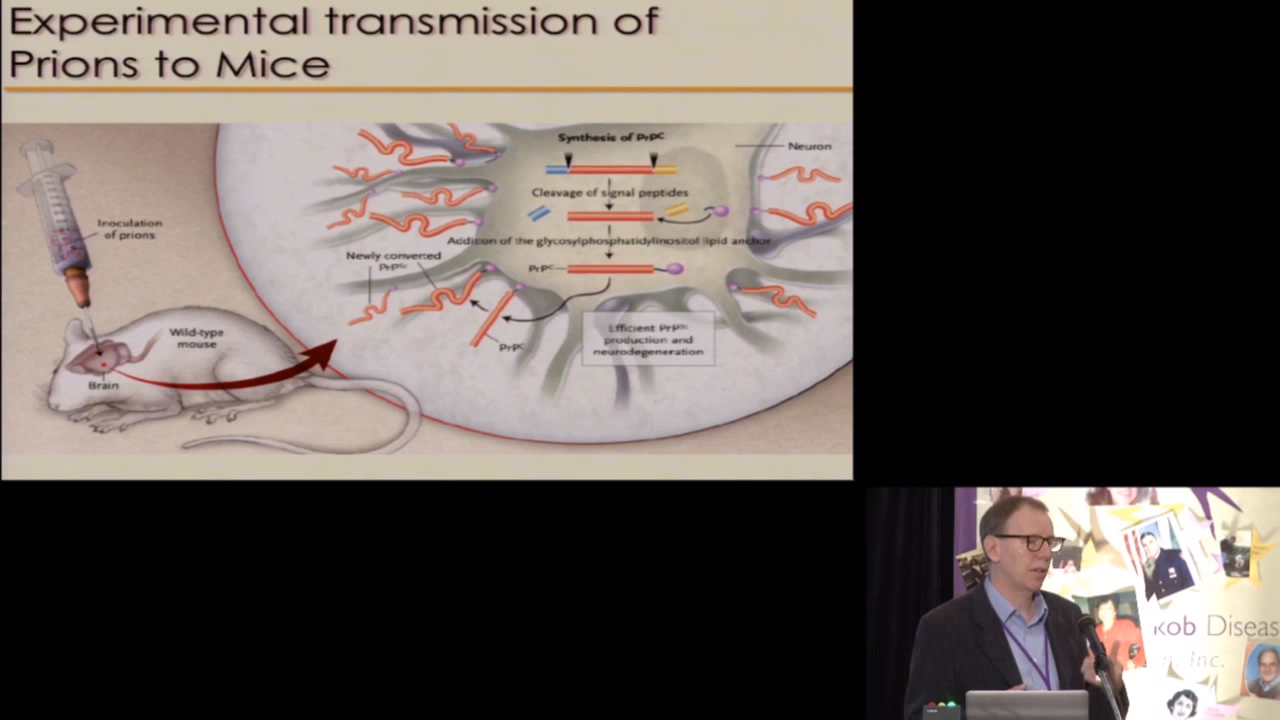 Experimental transmission of
Prions to Mice
Synthesis of PrPC
Neuron
Cleavage of signal peptides
Inoculation
of prions
Addition of the glycosylphosphatidylinositol lipid anchor
Newly converted
PrPSc
PrPC
Wild-type
mouse
Efficient PrPSc
production and
neurodegeneration
PrPC
Brain
kob Diseas
Inc.